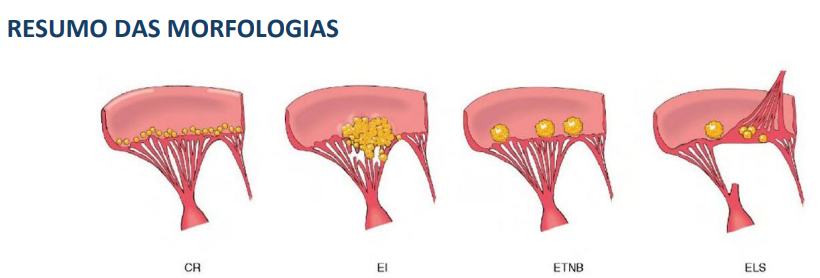 RESUMO DAS MORFOLOGIAS
CR
EI
ETNB
ELS